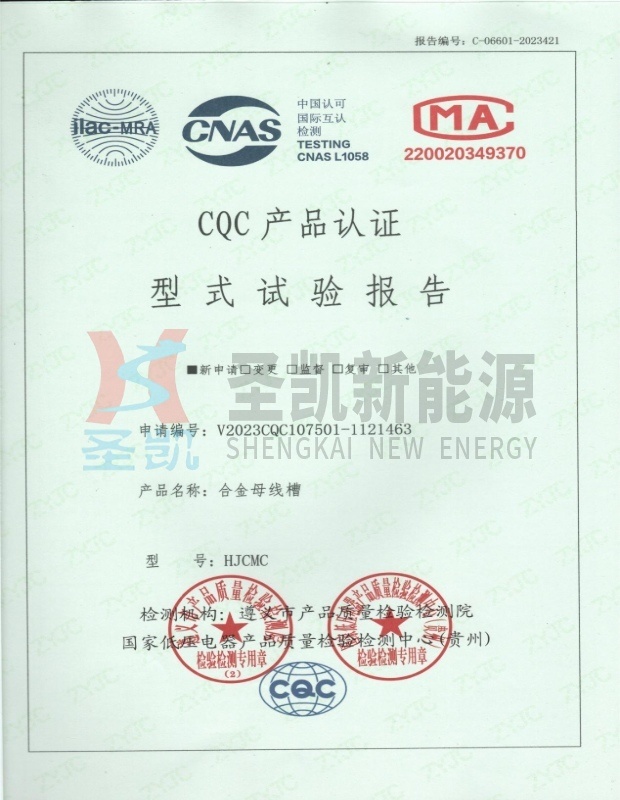 报告编号：C-06601-2023421
ilac-MRA
CNAS
中国认可
国际互认
检测
TESTING
CNAS L1058
MA
220020349370
CQC 产品认证
型式试验报告
■新申请□变更 □监督 □复审 □其他
圣凯新能源
SHENGKAI NEW ENERGY
圣凯
申请编号：V2023CQC107501-1121463
产品名称：合金母线槽
型 号：HJCMC
检测机构：遵义市产品质量检验检测院
国家低压电器产品质量检验检测中心(贵州)
检验检测专用章
(2)
检验检测专用章
CQC